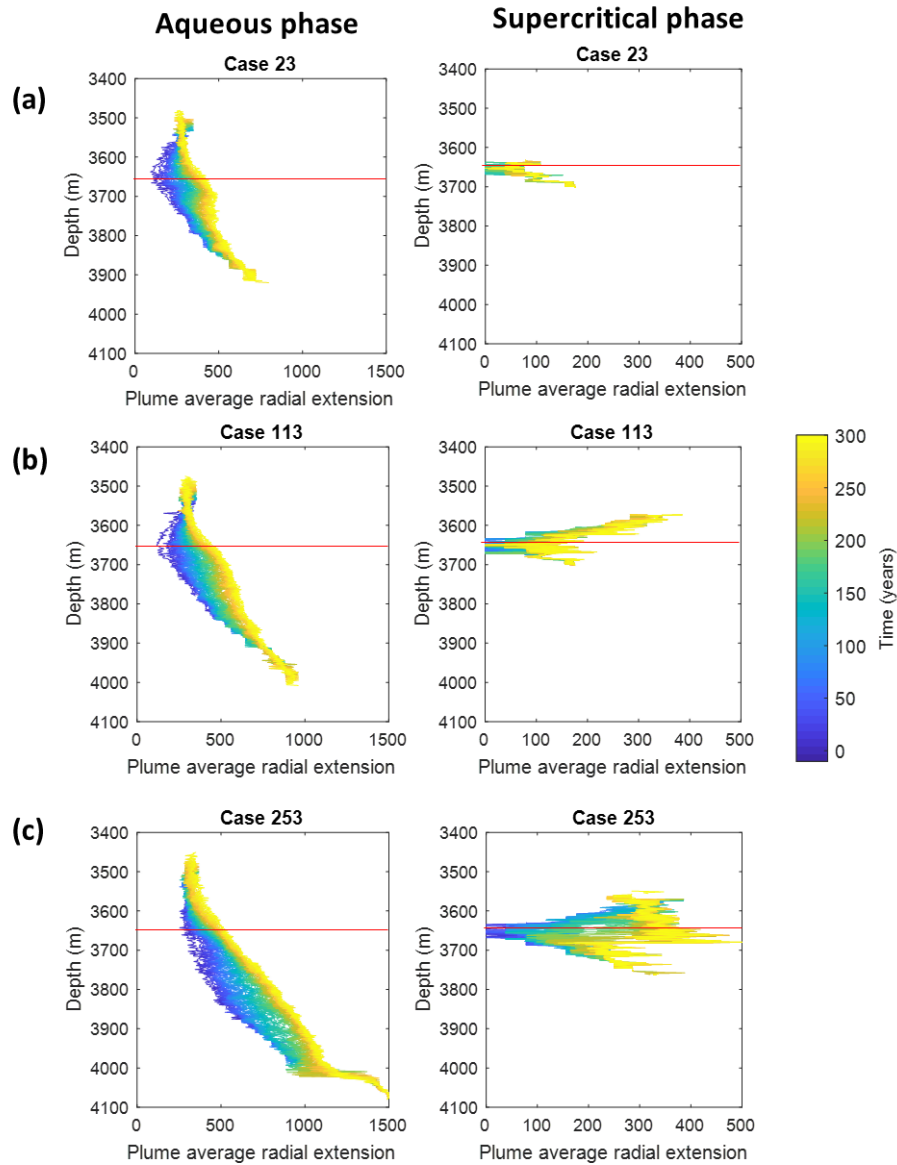 Aqueous phase
Supercritical phase
(a)
Case 23
3400
3500
3600
3700
3800
3900
4000
4100
Depth (m)
0 500 1000 1500
Plume average radial extension
Case 23
3400
3500
3600
3700
3800
3900
4000
4100
Depth (m)
0 100 200 300 400 500
Plume average radial extension
(b)
Case 113
3400
3500
3600
3700
3800
3900
4000
4100
Depth (m)
0 500 1000 1500
Plume average radial extension
Case 113
3400
3500
3600
3700
3800
3900
4000
4100
Depth (m)
0 100 200 300 400 500
Plume average radial extension
300
250
200
150
100
50
0
Time (years)
(c)
Case 253
3400
3500
3600
3700
3800
3900
4000
4100
Depth (m)
0 500 1000 1500
Plume average radial extension
Case 253
3400
3500
3600
3700
3800
3900
4000
4100
Depth (m)
0 100 200 300 400 500
Plume average radial extension